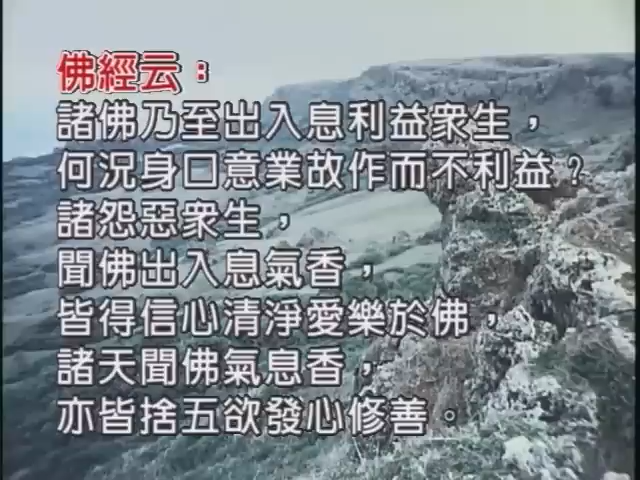 佛經云：
諸佛乃至出入息利益衆生，
何況身口意業故作而不利益？
諸怨惡衆生，
聞佛出入息氣香，
皆得信心清淨愛樂於佛，
諸天聞佛氣息香，
亦皆捨五欲發心修善。